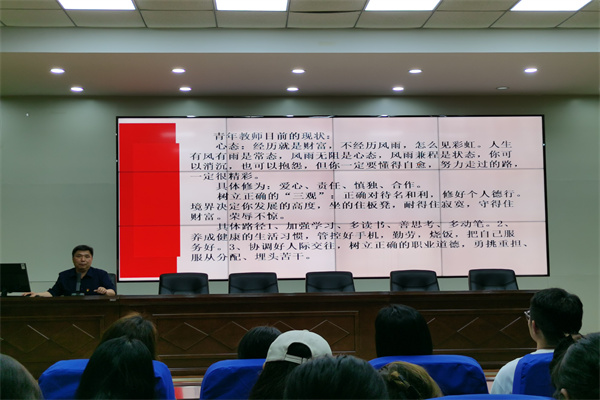 青年教师目前的现状：
心态：经历就是财富，不经历风雨，怎么见彩虹。人生
有风有雨是常态，风雨无阻是心态，风雨兼程是状态，你可
以消沉，也可以抱怨，但你一定要懂得自愈，努力走过的路，
一定很精彩。
具体修为：爱心、责任、慎独、合作。
树立正确的“三观”：正确对待名和利，修好个人德行。
境界决定你发展的高度，坐的住板凳，耐得住寂寞，守得住
财富。荣辱不惊。
具体路径1、加强学习、多读书、善思考、多动笔。2、
养成健康的生活习惯，管控好手机，勤劳，烧饭，把自己服
务好。3、协调好人际交往，树立正确的职业道德，勇挑重担、
服从分配、埋头苦干。